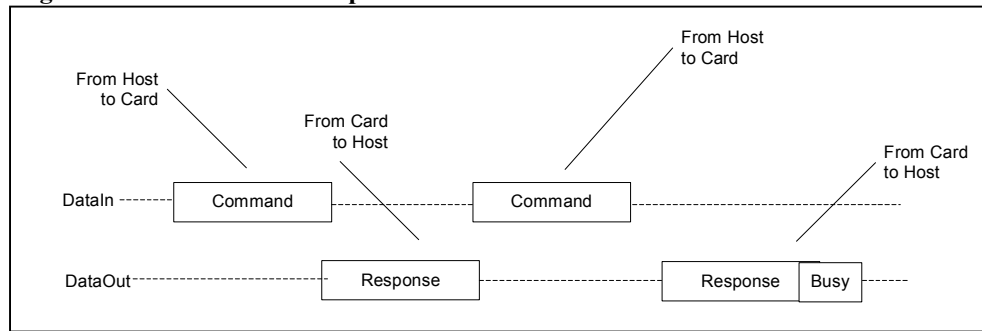 From Host
to Card
From Host
to Card
From Card
to Host
From Card
to Host
DataIn
Command
Command
DataOut
Response
Response
Busy